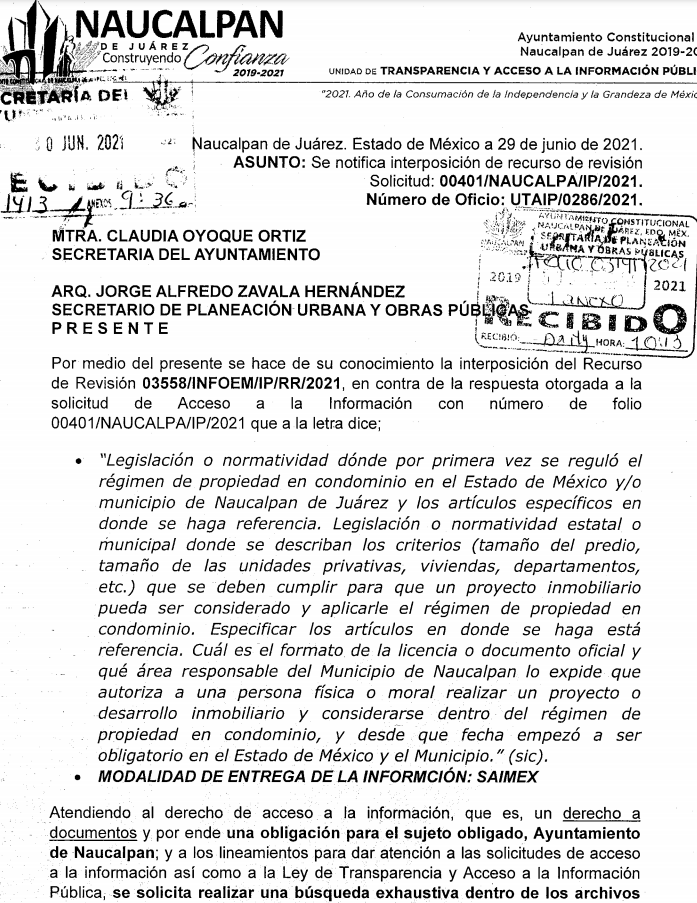 NAUCALPAN
DE JUÁREZ
Construyendo Confianza
2019-2021
Ayuntamiento Constitucional
Naucalpan de Juárez 2019-20
UNIDAD DE TRANSPARENCIA Y ACCESO A LA INFORMACIÓN PÚBLI
"2021. Año de la Consumación de la Independencia y la Grandeza de Méxic
CRETARÍA DEL
0 JUN. 2021
1413 ANEXOS 9:36
Naucalpan de Juárez. Estado de México a 29 de junio de 2021.
ASUNTO: Se notifica interposición de recurso de revisión
Solicitud: 00401/NAUCALPA/IP/2021.
Número de Oficio: UTAIP/0286/2021.
AYUNTAMIENTO CONSTITUCIONAL
NAUCALPAN DE JUÁREZ, EDO. MÉX.
SECRETARÍA DE PLANEACIÓN
URBANA Y OBRAS PÚBLICAS
NAUCALPAN
2019
2021
1 anexo
RECIBIDO
RECIBIÓ: HORA:
MTRA. CLAUDIA OYOQUE ORTIZ
SECRETARIA DEL AYUNTAMIENTO
ARQ. JORGE ALFREDO ZAVALA HERNÁNDEZ
SECRETARIO DE PLANEACIÓN URBANA Y OBRAS PÚBLICAS
P R E S E N T E
Por medio del presente se hace de su conocimiento la interposición del Recurso
de Revisión 03558/INFOEM/IP/RR/2021, en contra de la respuesta otorgada a la
solicitud de Acceso a la Información con número de folio
00401/NAUCALPA/IP/2021 que a la letra dice;
• "Legislación o normatividad dónde por primera vez se reguló el
régimen de propiedad en condominio en el Estado de México y/o
municipio de Naucalpan de Juárez y los artículos específicos en
donde se haga referencia. Legislación o normatividad estatal o
municipal donde se describan los criterios (tamaño del predio,
tamaño de las unidades privativas, viviendas, departamentos,
etc.) que se deben cumplir para que un proyecto inmobiliario
pueda ser considerado y aplicarle el régimen de propiedad en
condominio. Especificar los artículos en donde se haga está
referencia. Cuál es el formato de la licencia o documento oficial y
qué área responsable del Municipio de Naucalpan lo expide que
autoriza a una persona física o moral realizar un proyecto o
desarrollo inmobiliario y considerarse dentro del régimen de
propiedad en condominio, y desde que fecha empezó a ser
obligatorio en el Estado de México y el Municipio." (sic).
• MODALIDAD DE ENTREGA DE LA INFORMCIÓN: SAIMEX
Atendiendo al derecho de acceso a la información, que es, un derecho a
documentos y por ende una obligación para el sujeto obligado, Ayuntamiento
de Naucalpan; y a los lineamientos para dar atención a las solicitudes de acceso
a la información así como a la Ley de Transparencia y Acceso a la Información
Pública, se solicita realizar una búsqueda exhaustiva dentro de los archivos